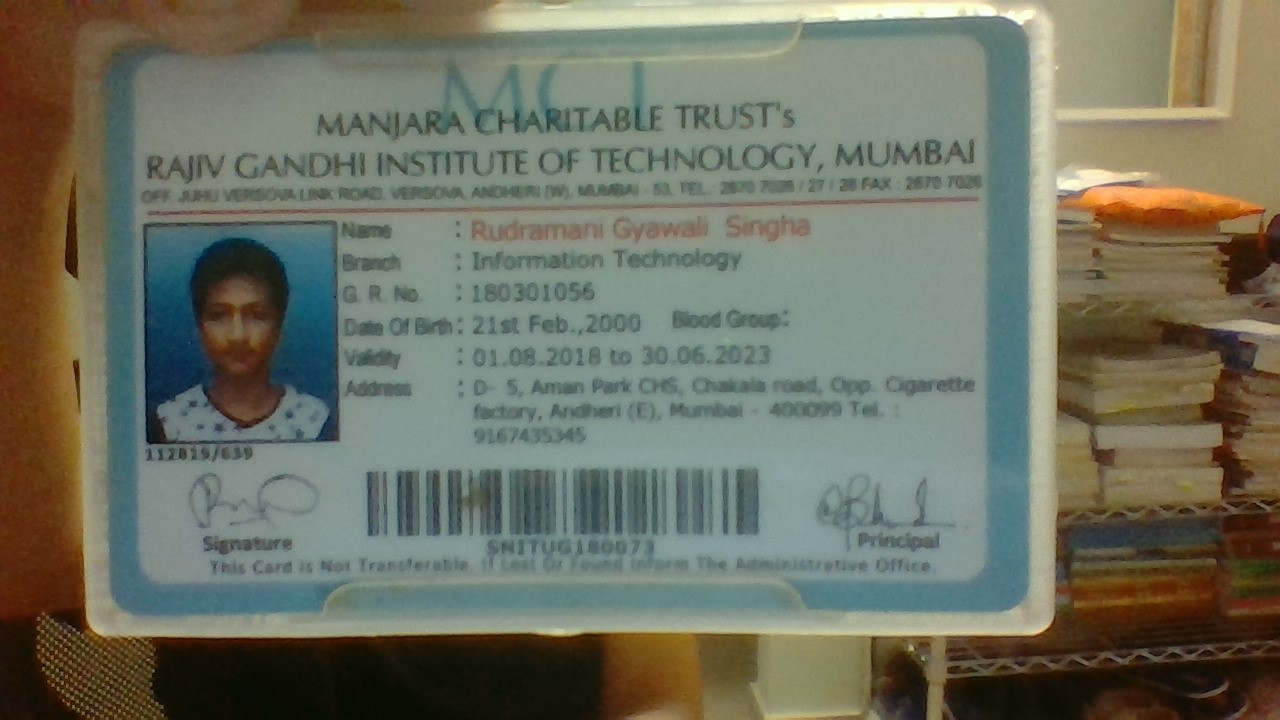 MCT
MANJARA CHARITABLE TRUST's
RAJIV GANDHI INSTITUTE OF TECHNOLOGY, MUMBAI
OFF. JUHU VERSOVA LINK ROAD, VERSOVA, ANDHERI (W), MUMBAI - 53, TEL.: 2670 7026 / 27 / 28 FAX : 2670 7026
Name : Rudramani Gyawali Singha
Branch : Information Technology
G. R. No. : 180301056
Date Of Birth : 21st Feb.,2000 Blood Group:
Validity : 01.08.2018 to 30.06.2023
Address : D- 5, Aman Park CHS, Chakala road, Opp. Cigarette
factory, Andheri (E), Mumbai - 400099 Tel. :
9167435345
112819/639
Signature
SNITUG180073
Principal
This Card is Not Transferable. If Lost Or Found Inform The Administrative Office.